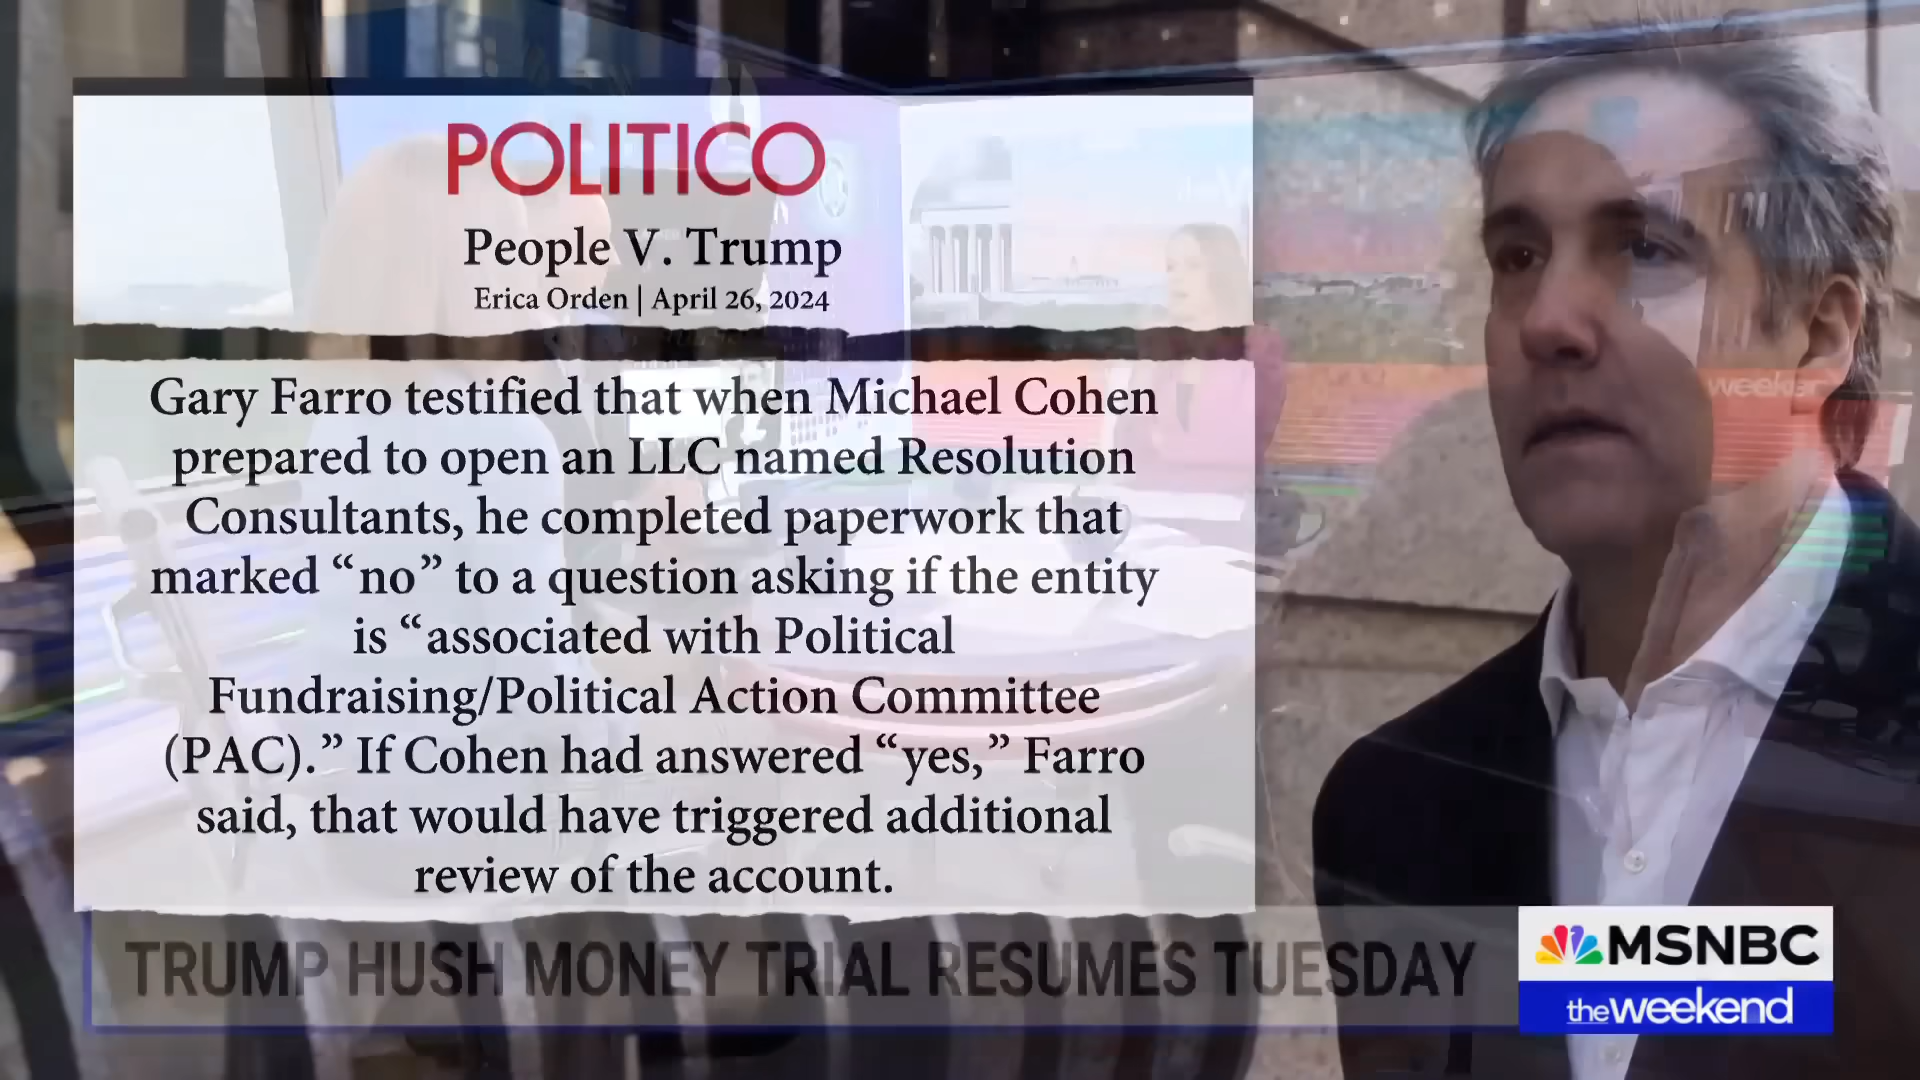 POLITICO
People V. Trump
Erica Orden | April 26, 2024
Gary Farro testified that when Michael Cohen
prepared to open an LLC named Resolution
Consultants, he completed paperwork that
marked “no” to a question asking if the entity
is “associated with Political
Fundraising/Political Action Committee
(PAC).” If Cohen had answered “yes,” Farro
said, that would have triggered additional
review of the account.
weeken
TRUMP HUSH MONEY TRIAL RESUMES TUESDAY
MSNBC
theweekend